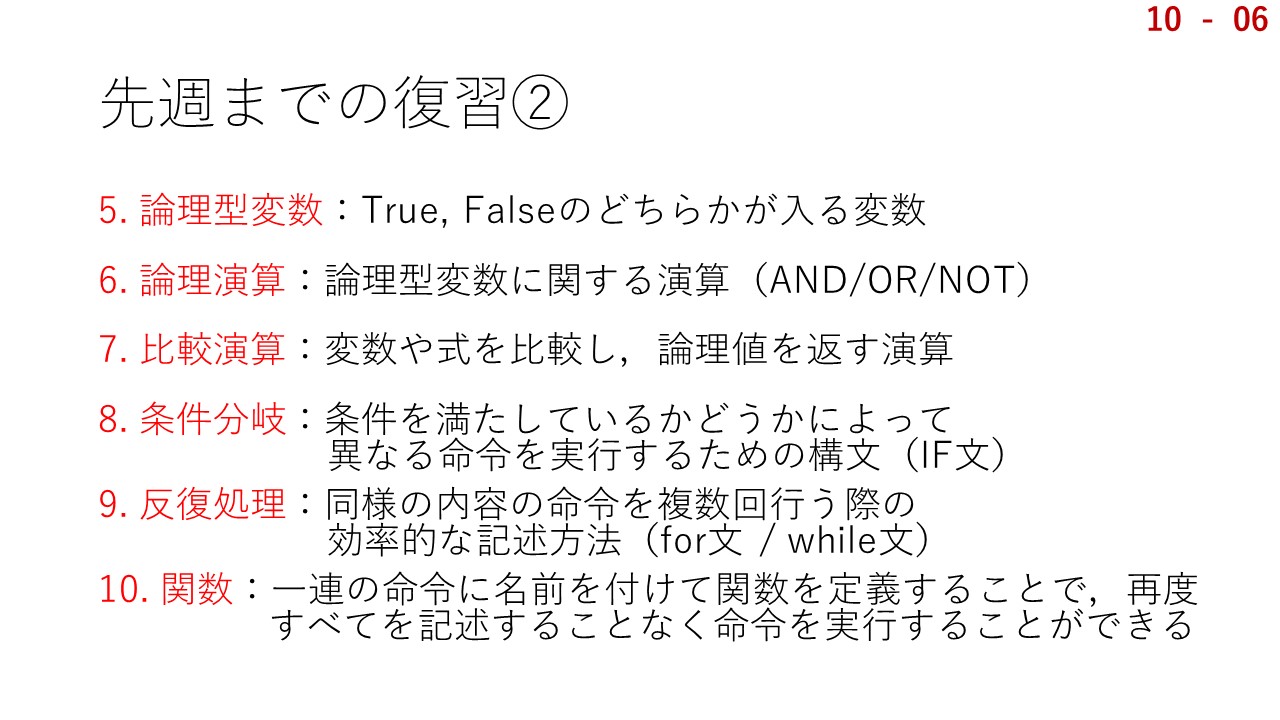 10 - 06
先週までの復習②
5. 論理型変数：True, Falseのどちらかが入る変数
6. 論理演算：論理型変数に関する演算（AND/OR/NOT）
7. 比較演算：変数や式を比較し，論理値を返す演算
8. 条件分岐：条件を満たしているかどうかによって
異なる命令を実行するための構文（IF文）
9. 反復処理：同様の内容の命令を複数回行う際の
効率的な記述方法（for文 / while文）
10. 関数：一連の命令に名前を付けて関数を定義することで，再度
すべてを記述することなく命令を実行することができる